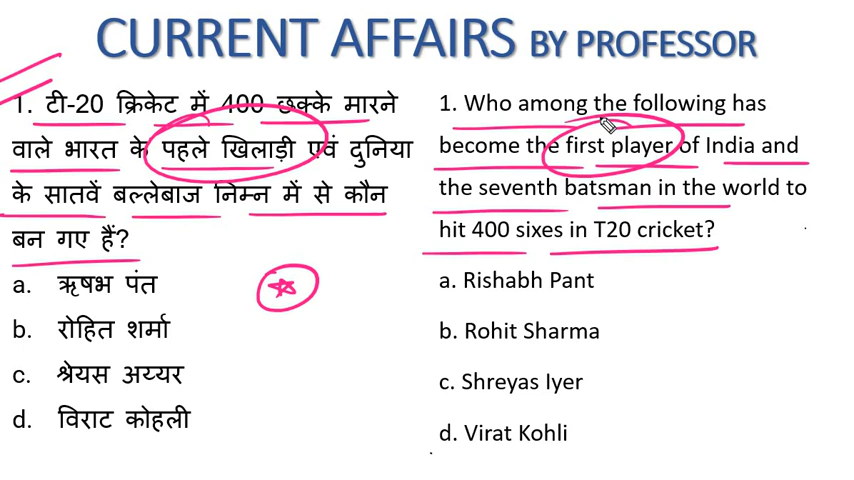 CURRENT AFFAIRS BY PROFESSOR
1. टी-20 क्रिकेट में 400 छक्के मारने
वाले भारत के पहले खिलाड़ी एवं दुनिया
के सातवें बल्लेबाज निम्न में से कौन
बन गए हैं?
a. ऋषभ पंत
b. रोहित शर्मा
c. श्रेयस अय्यर
d. विराट कोहली
1. Who among the following has
become the first player of India and
the seventh batsman in the world to
hit 400 sixes in T20 cricket?
a. Rishabh Pant
b. Rohit Sharma
c. Shreyas Iyer
d. Virat Kohli